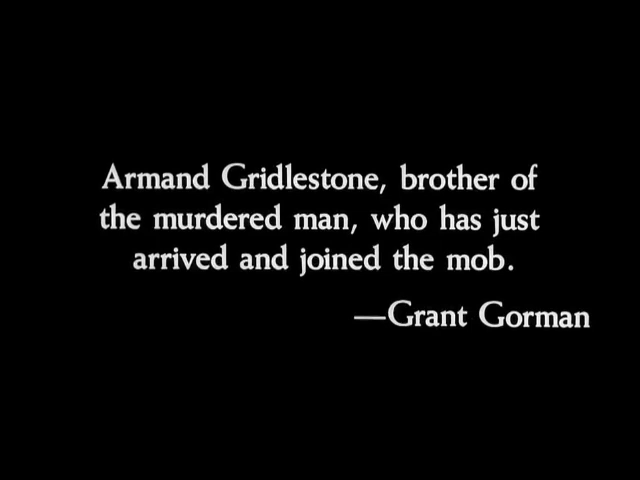 Armand Gridlestone, brother of
the murdered man, who has just
arrived and joined the mob.
—Grant Gorman